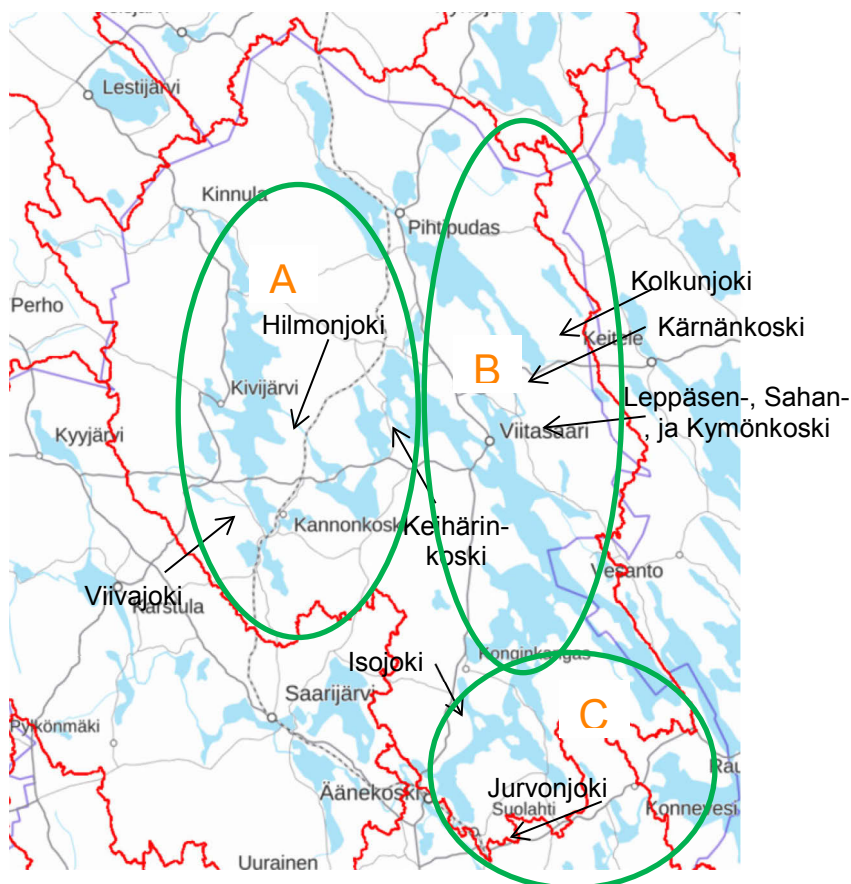 Lestijärvi
Kinnula
Pihtipudas
A
Kolkunjoki
Perho
Hilmonjoki
Keitele
Kärnänkoski
B
Kivijärvi
Leppäsen-, Sahan-
, ja Kymönkoski
Kyyjärvi
Viitasaari
Kannonkoski
Keihärin-
koski
Viivajoki
Karstula
Vesanto
Isojoki
Konginkangas
Saarijärvi
C
Pylkönmäki
Rau
Äänekoski
Jurvonjoki
Suolahti
Konnevesi
Uurainen